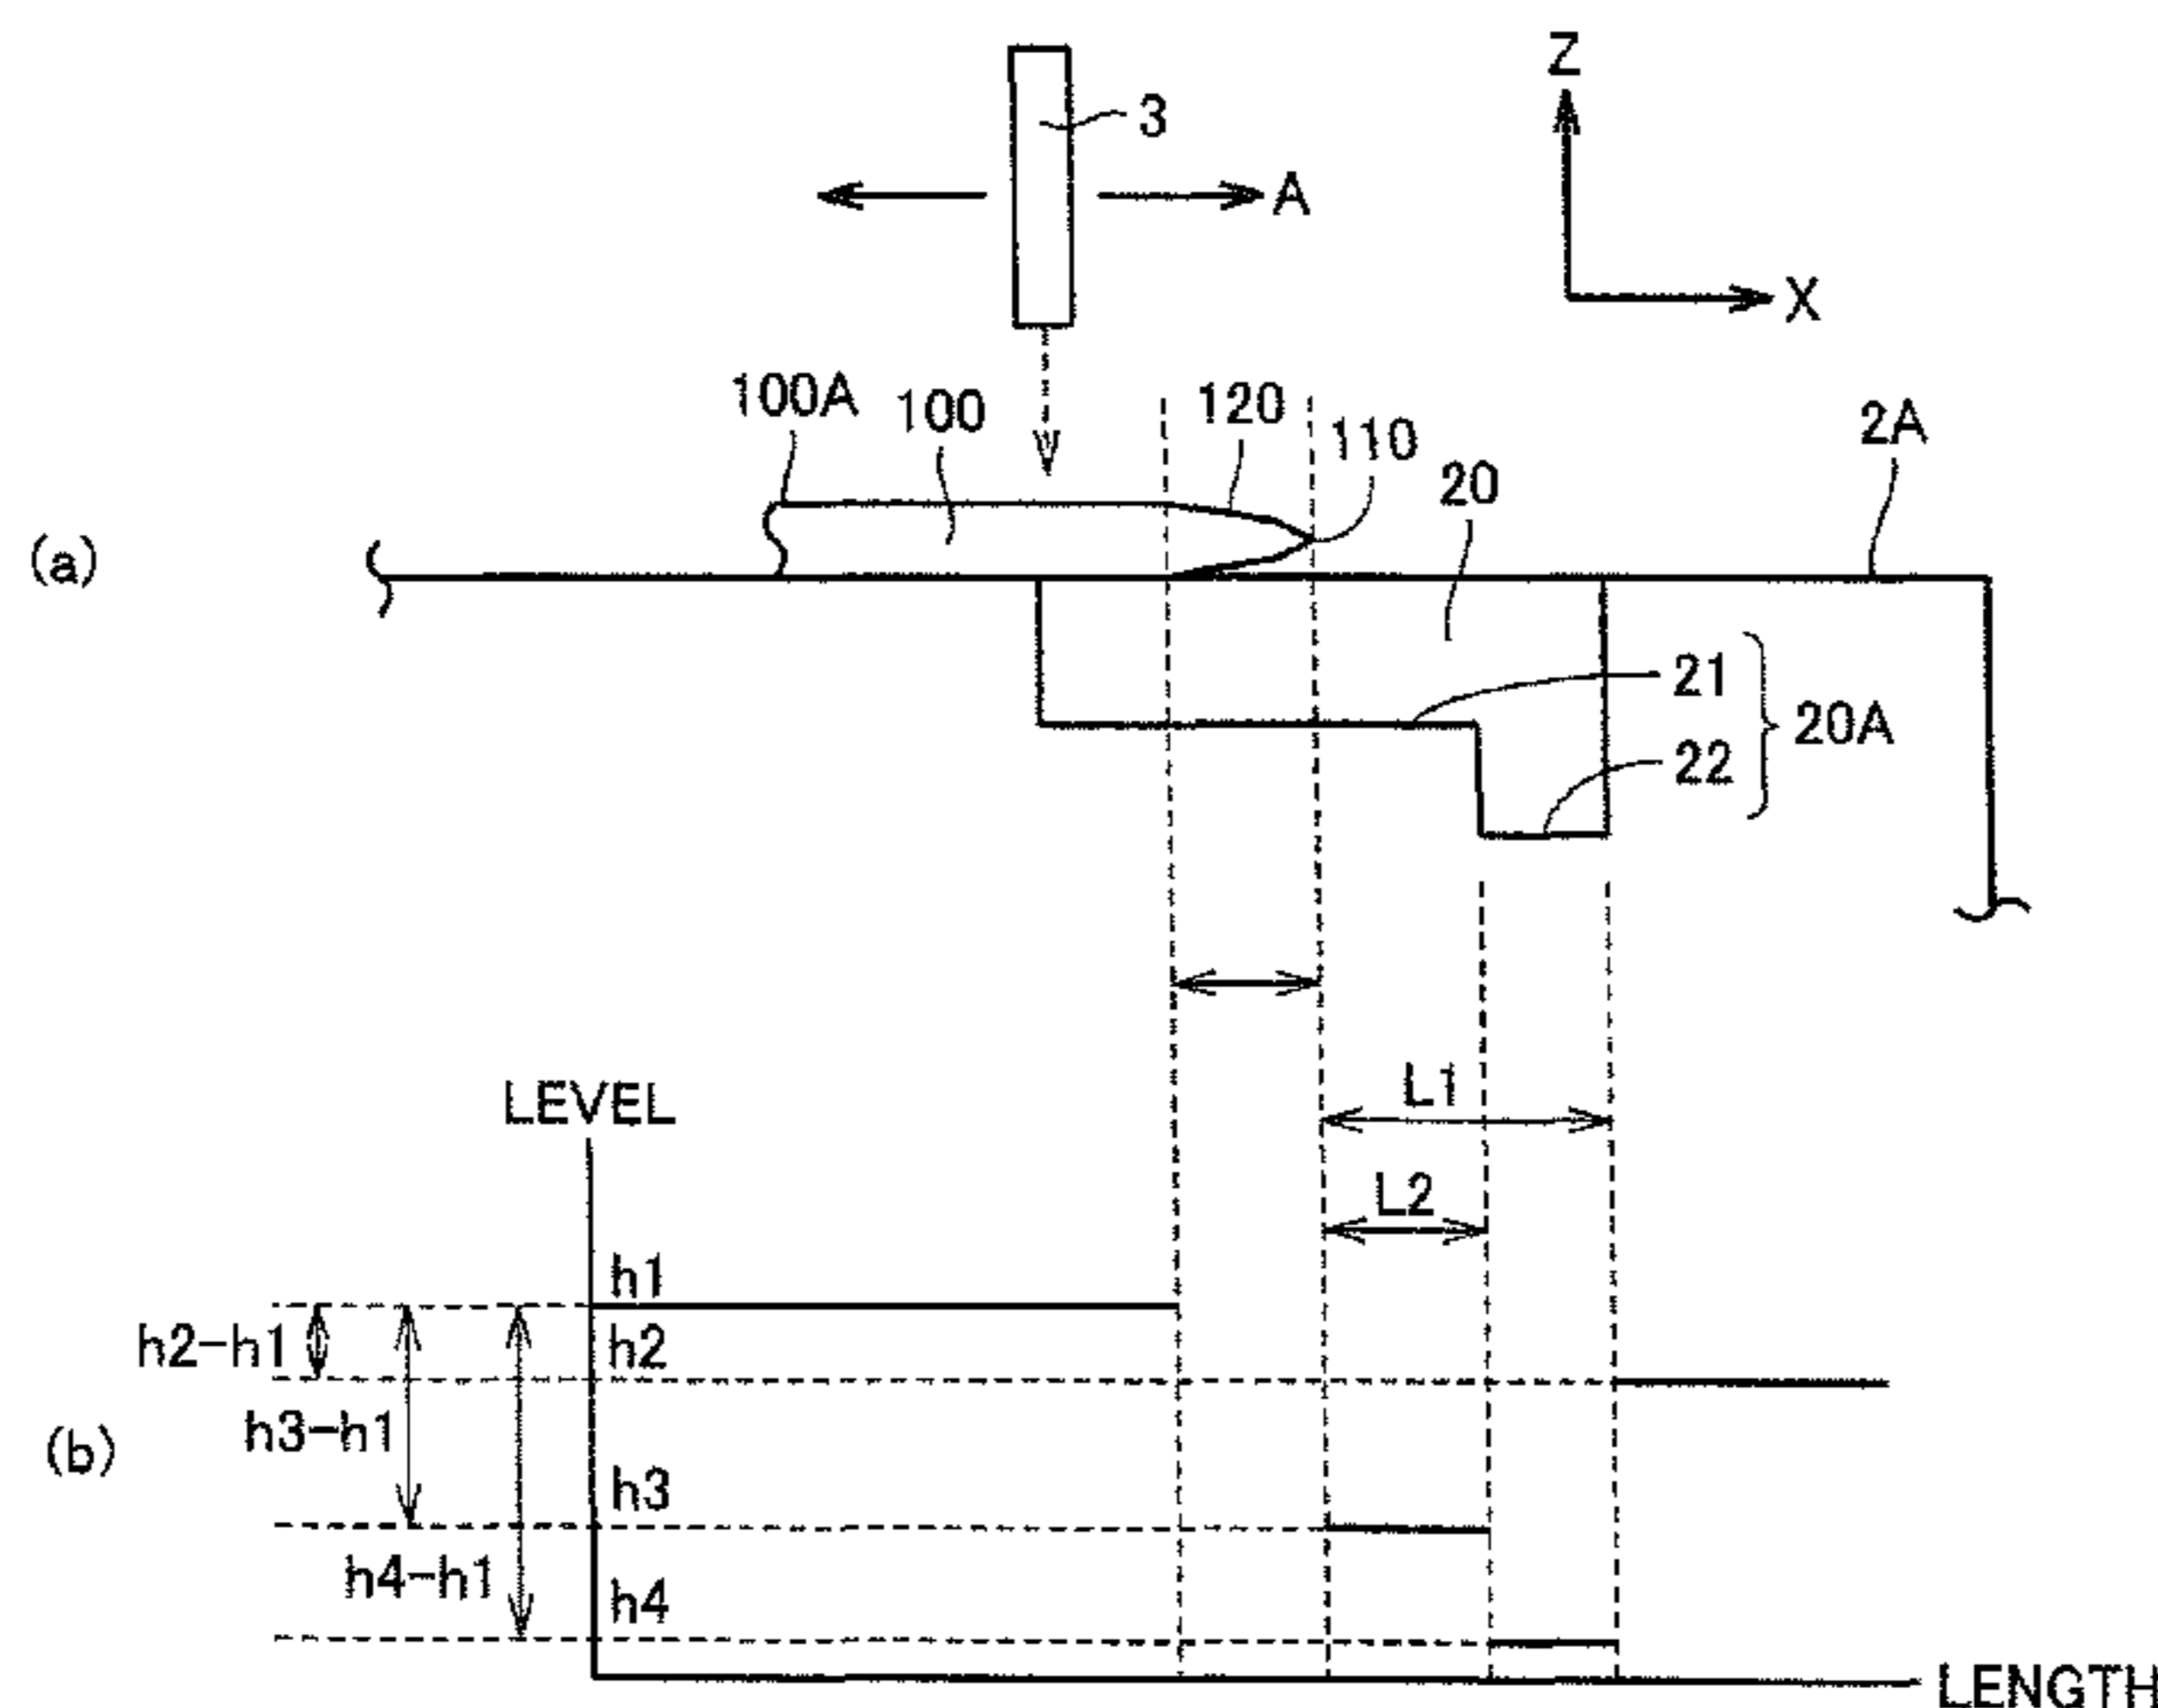 Z
3
A
X
100A
100
120
110
20
2A
(a)
21
22
20A
L1
LEVEL
L2
h1
h2-h1
h2
h3-h1
(b)
h3
h4-h1
h4
LENGTH